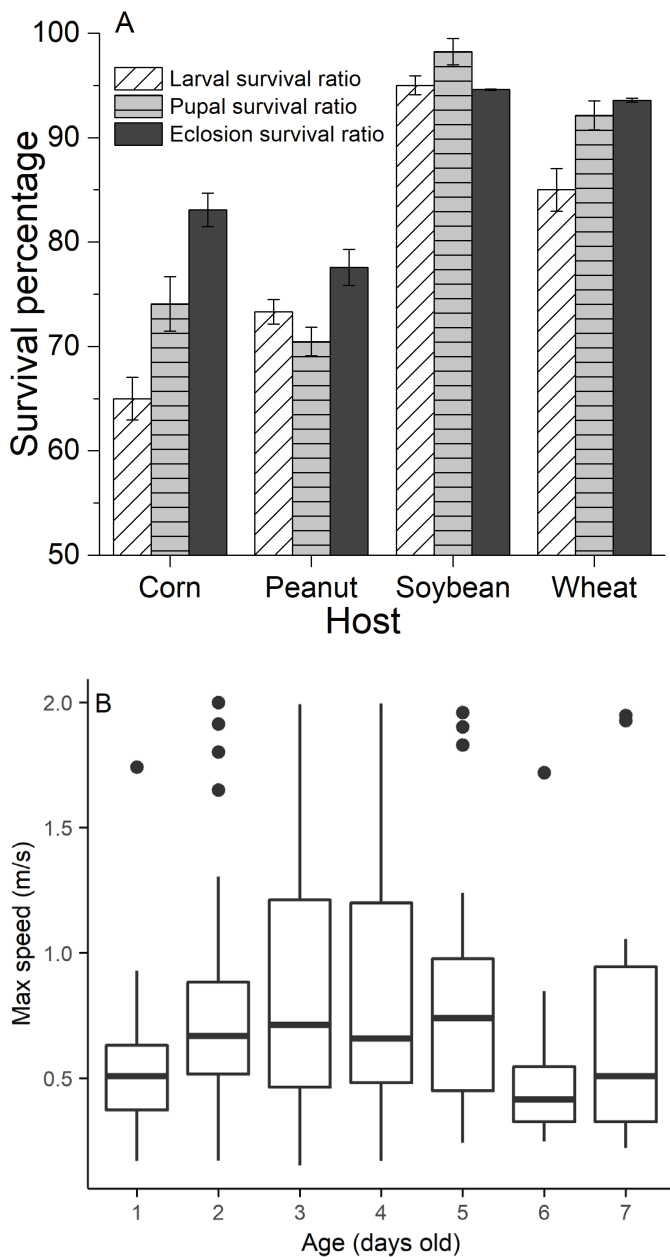 A
Larval survival ratio
Pupal survival ratio
Eclosion survival ratio
Survival percentage
100
90
80
70
60
50
Corn Peanut Soybean Wheat
Host
B
Max speed (m/s)
2.0
1.5
1.0
0.5
1 2 3 4 5 6 7
Age (days old)